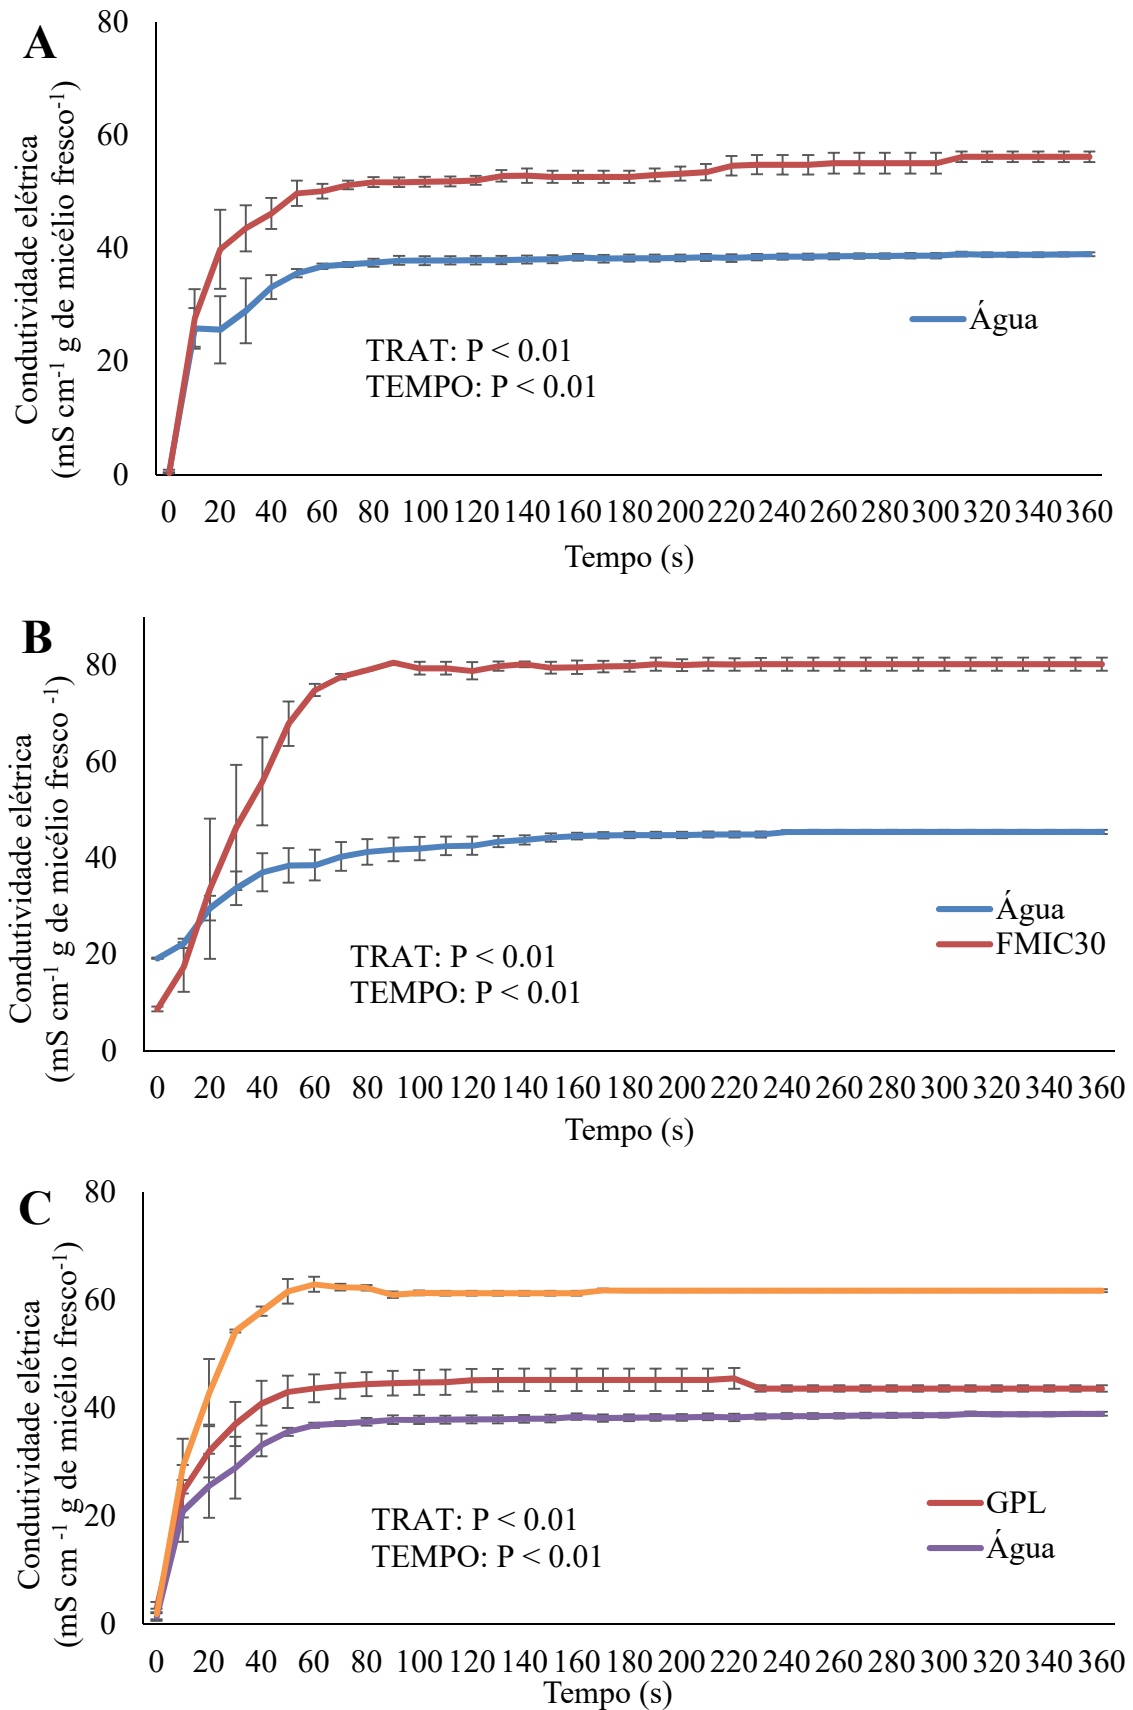 A
80
60
40
20
0
Condutividade elétrica
(mS cm⁻¹ g de micélio fresco⁻¹)
Água
TRAT: P < 0.01
TEMPO: P < 0.01
0 20 40 60 80 100 120 140 160 180 200 220 240 260 280 300 320 340 360
Tempo (s)
B
80
60
40
20
0
Condutividade elétrica
(mS cm⁻¹ g de micélio fresco ⁻¹)
Água
FMIC30
TRAT: P < 0.01
TEMPO: P < 0.01
0 20 40 60 80 100 120 140 160 180 200 220 240 260 280 300 320 340 360
Tempo (s)
C
80
60
40
20
0
Condutividade elétrica
(mS cm ⁻¹ g de micélio fresco⁻¹)
GPL
Água
TRAT: P < 0.01
TEMPO: P < 0.01
0 20 40 60 80 100 120 140 160 180 200 220 240 260 280 300 320 340 360
Tempo (s)